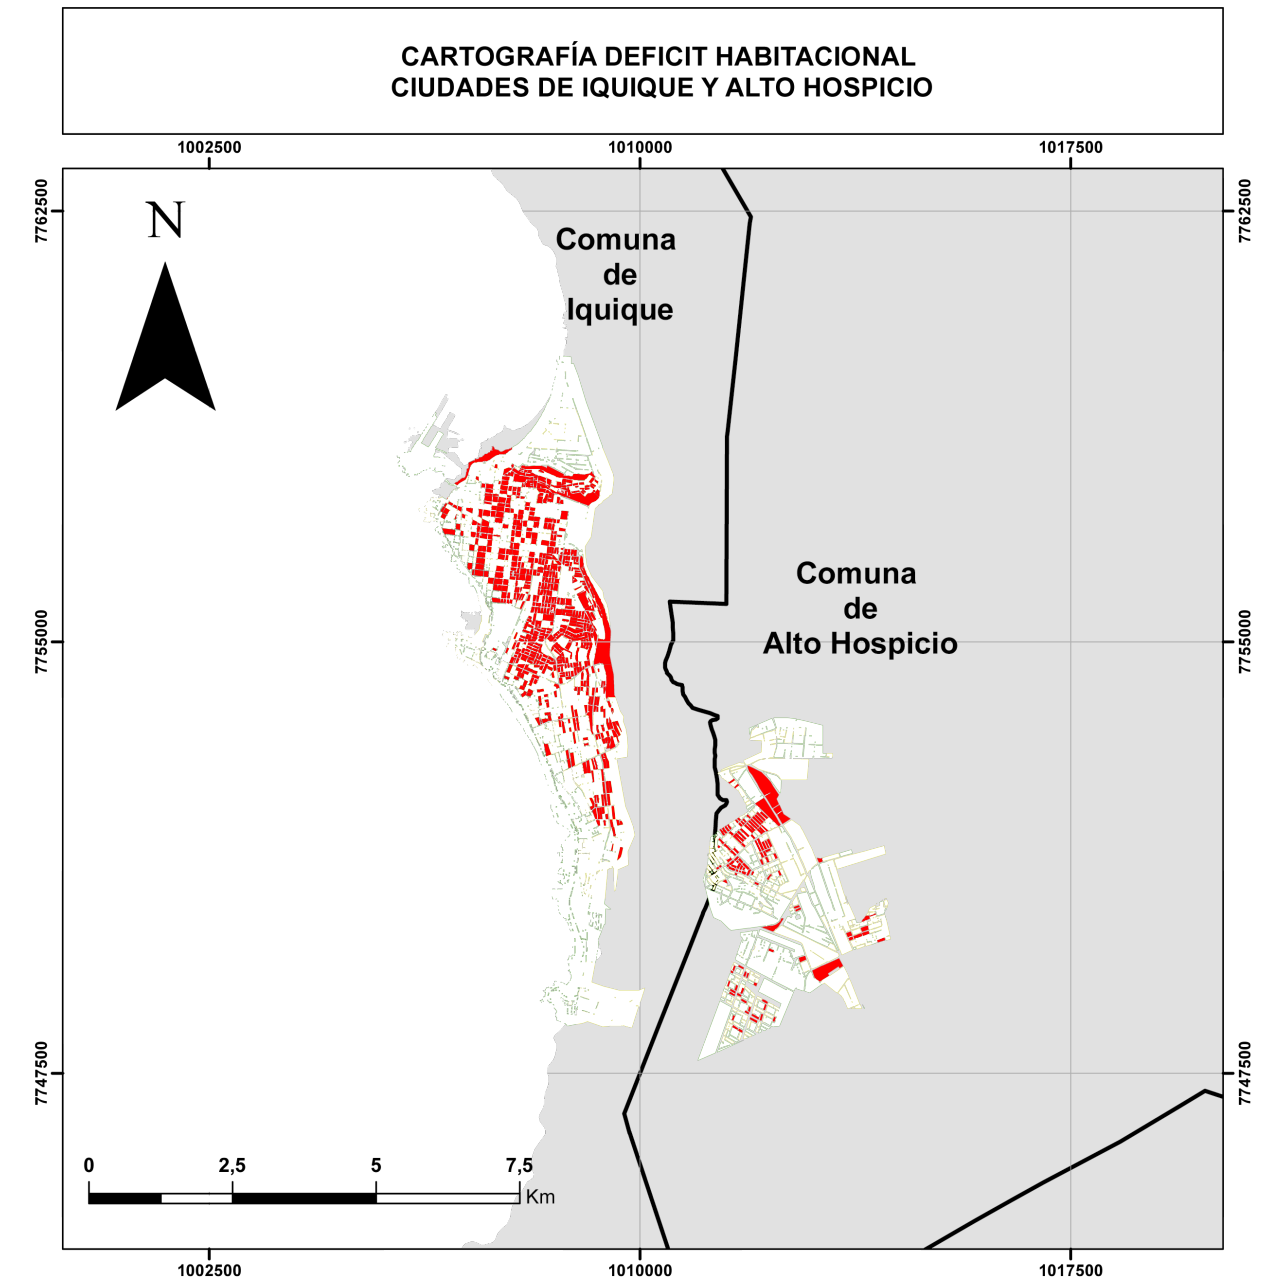 CARTOGRAFÍA DEFICIT HABITACIONAL
CIUDADES DE IQUIQUE Y ALTO HOSPICIO
1002500
1010000
1017500
7762500
7762500
N
Comuna
de
Iquique
Comuna
de
Alto Hospicio
7755000
7755000
7747500
7747500
0
2,5
5
7,5
Km
1002500
1010000
1017500